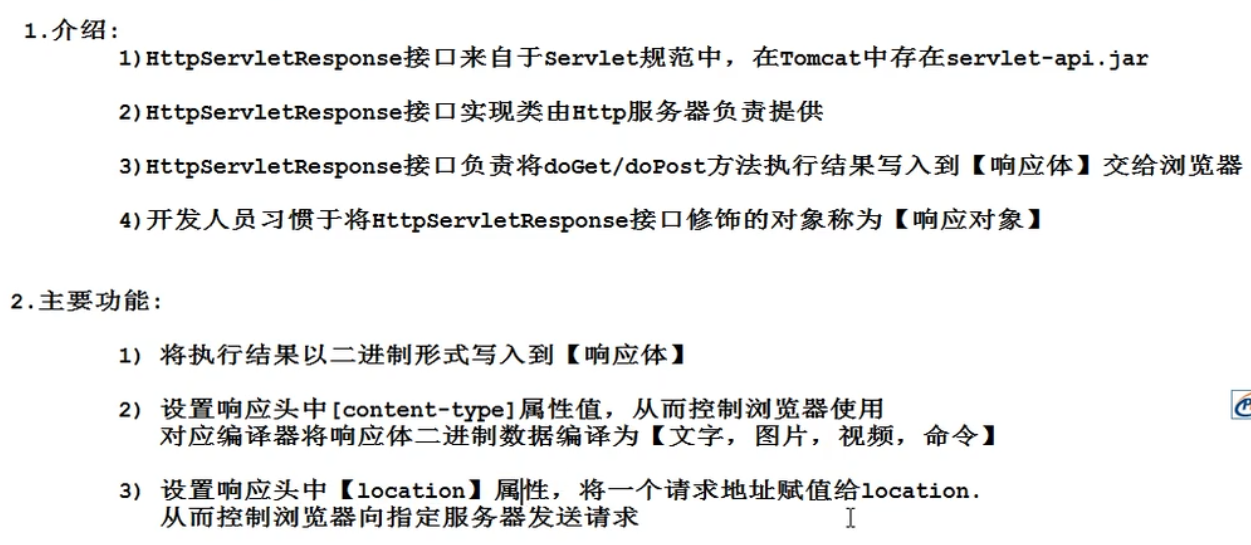 1.介绍:
1)HttpServletResponse接口来自于Servlet规范中，在Tomcat中存在servlet-api.jar
2)HttpServletResponse接口实现类由Http服务器负责提供
3)HttpServletResponse接口负责将doGet/doPost方法执行结果写入到【响应体】交给浏览器
4)开发人员习惯于将HttpServletResponse接口修饰的对象称为【响应对象】
2.主要功能:
1) 将执行结果以二进制形式写入到【响应体】
2) 设置响应头中[content-type]属性值，从而控制浏览器使用
对应编译器将响应体二进制数据编译为【文字，图片，视频，命令】
3) 设置响应头中【location】属性，将一个请求地址赋值给location.
从而控制浏览器向指定服务器发送请求